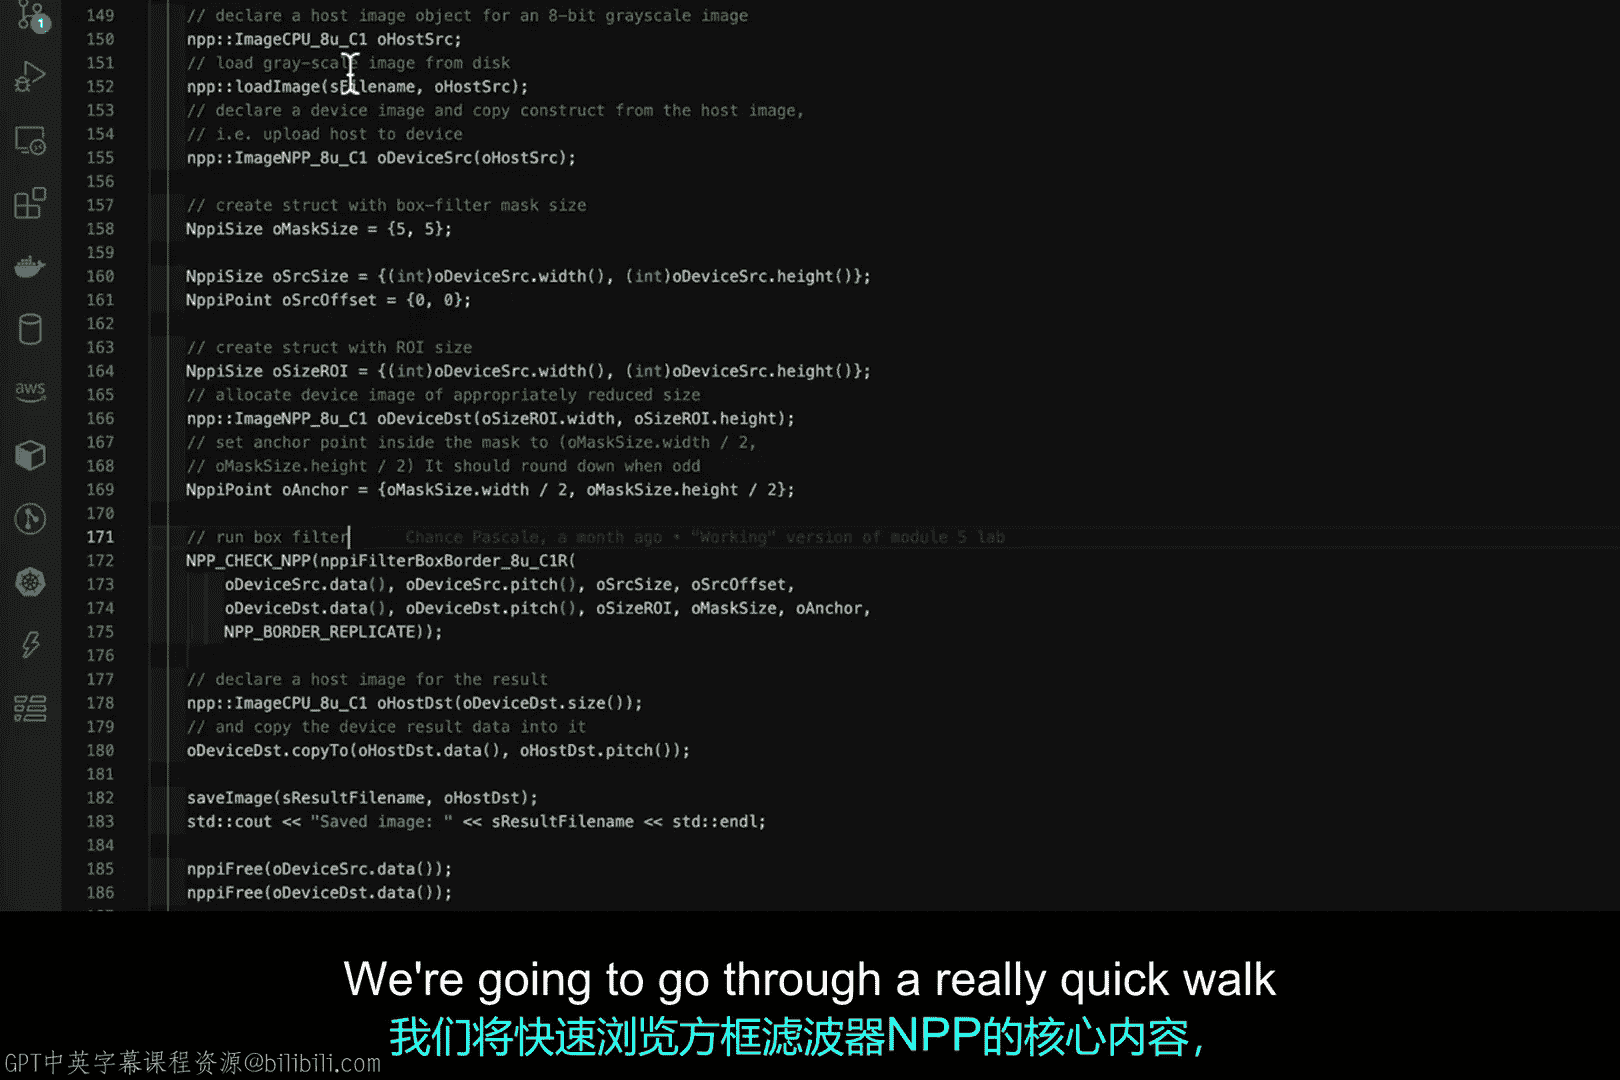 149 // declare a host image object for an 8-bit grayscale image
150 npp::ImageCPU_8u_C1 oHostSrc;
151 // load gray-scale image from disk
152 npp::loadImage(sFilename, oHostSrc);
153 // declare a device image and copy construct from the host image,
154 // i.e. upload host to device
155 npp::ImageNPP_8u_C1 oDeviceSrc(oHostSrc);
156
157 // create struct with box-filter mask size
158 NppiSize oMaskSize = {5, 5};
159
160 NppiSize oSrcSize = {(int)oDeviceSrc.width(), (int)oDeviceSrc.height()};
161 NppiPoint oSrcOffset = {0, 0};
162
163 // create struct with ROI size
164 NppiSize oSizeROI = {(int)oDeviceSrc.width(), (int)oDeviceSrc.height()};
165 // allocate device image of appropriately reduced size
166 npp::ImageNPP_8u_C1 oDeviceDst(oSizeROI.width, oSizeROI.height);
167 // set anchor point inside the mask to (oMaskSize.width / 2,
168 // oMaskSize.height / 2) It should round down when odd
169 NppiPoint oAnchor = {oMaskSize.width / 2, oMaskSize.height / 2};
170
171 // run box filter Chance Pascale, a month ago • "Working" version of module 5 lab
172 NPP_CHECK_NPP(nppiFilterBoxBorder_8u_C1R(
173 oDeviceSrc.data(), oDeviceSrc.pitch(), oSrcSize, oSrcOffset,
174 oDeviceDst.data(), oDeviceDst.pitch(), oSizeROI, oMaskSize, oAnchor,
175 NPP_BORDER_REPLICATE));
176
177 // declare a host image for the result
178 npp::ImageCPU_8u_C1 oHostDst(oDeviceDst.size());
179 // and copy the device result data into it
180 oDeviceDst.copyTo(oHostDst.data(), oHostDst.pitch());
181
182 saveImage(sResultFilename, oHostDst);
183 std::cout << "Saved image: " << sResultFilename << std::endl;
184
185 nppiFree(oDeviceSrc.data());
186 nppiFree(oDeviceDst.data());
1
aws
We're going to go through a really quick walk
我们将快速浏览方框滤波器NPP的核心内容，
GPT中英字幕课程资源@bilibili.com